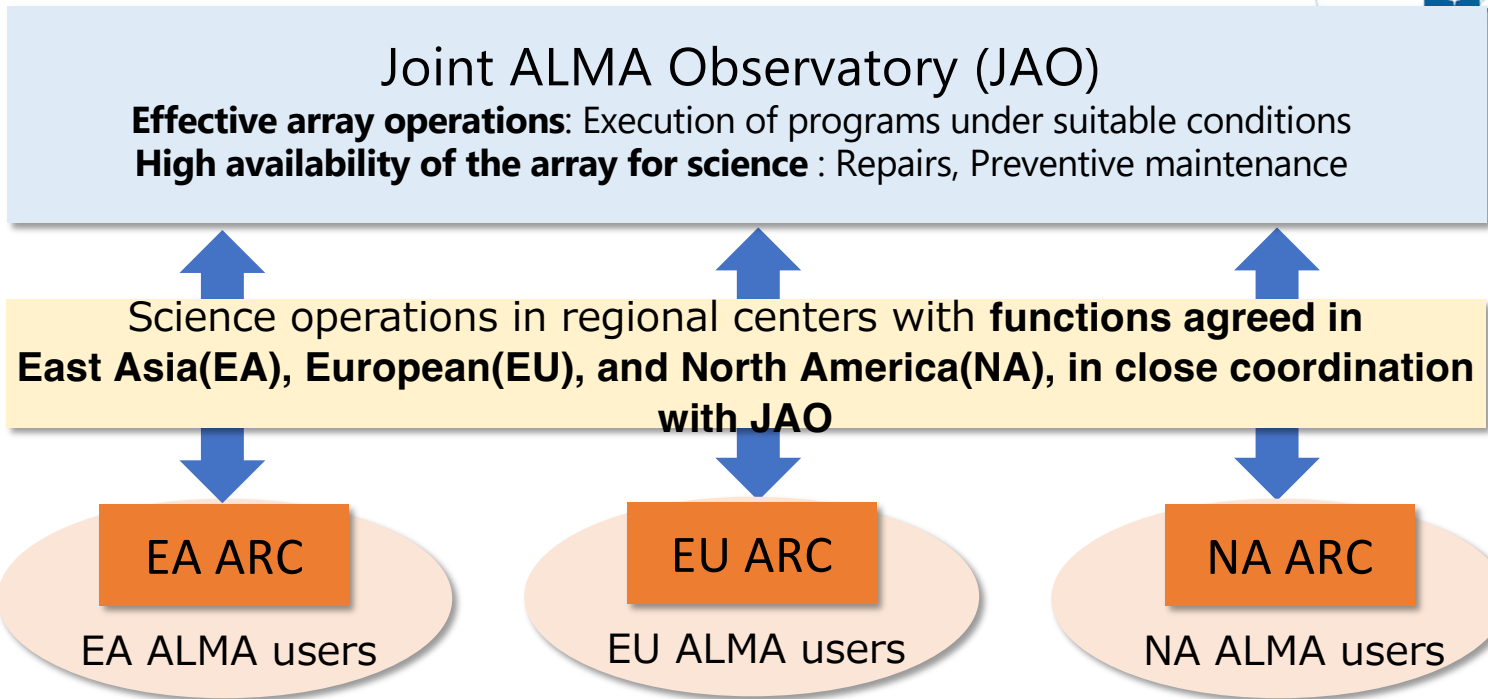 Joint ALMA Observatory (JAO)
Effective array operations: Execution of programs under suitable conditions
High availability of the array for science : Repairs, Preventive maintenance
Science operations in regional centers with functions agreed in
East Asia(EA), European(EU), and North America(NA), in close coordination
with JAO
EA ARC
EU ARC
NA ARC
EA ALMA users
EU ALMA users
NA ALMA users